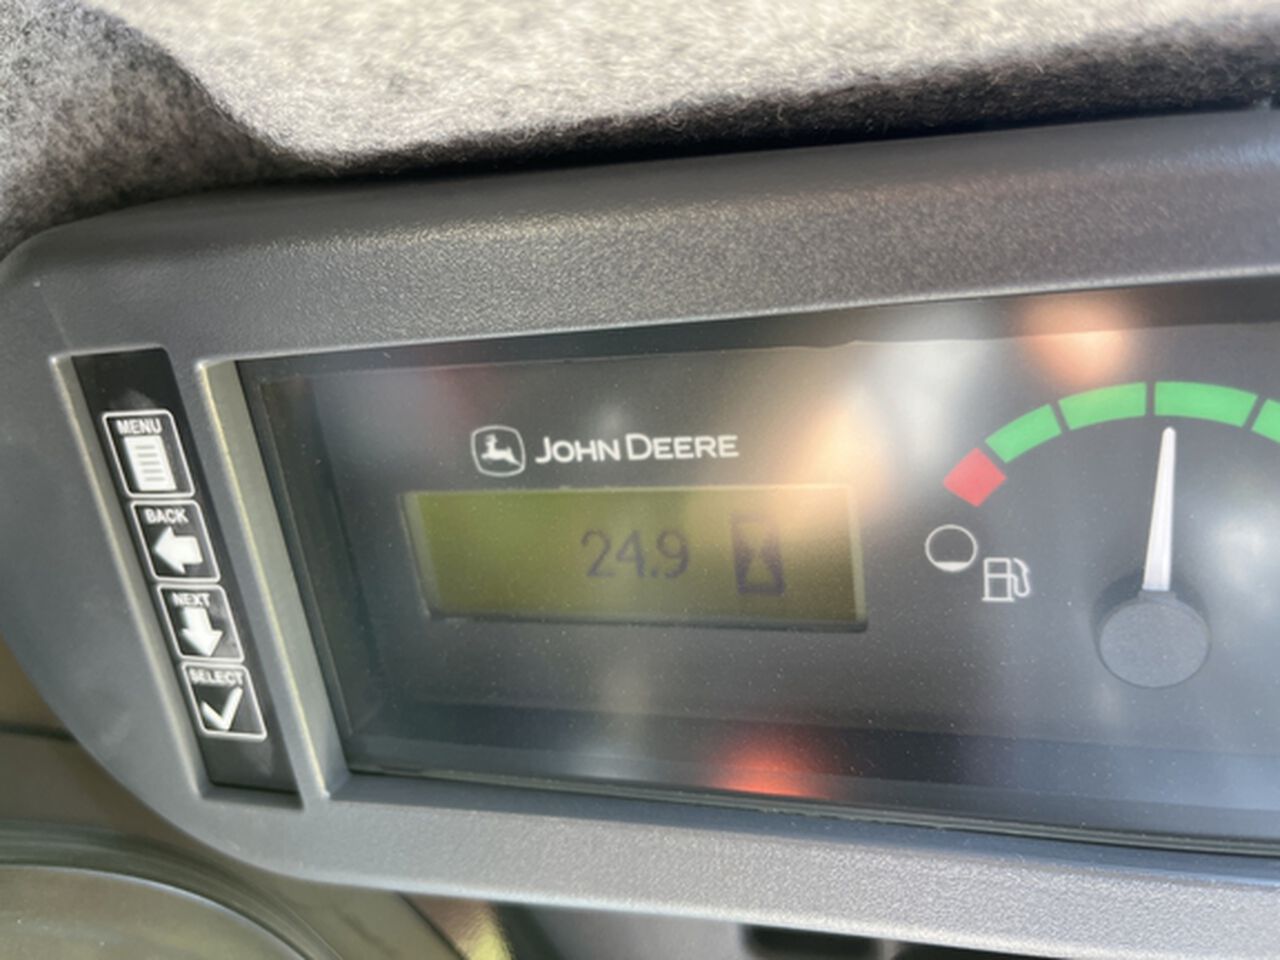 JOHN DEERE
24.9
MENU
BACK
NEXT
SELECT